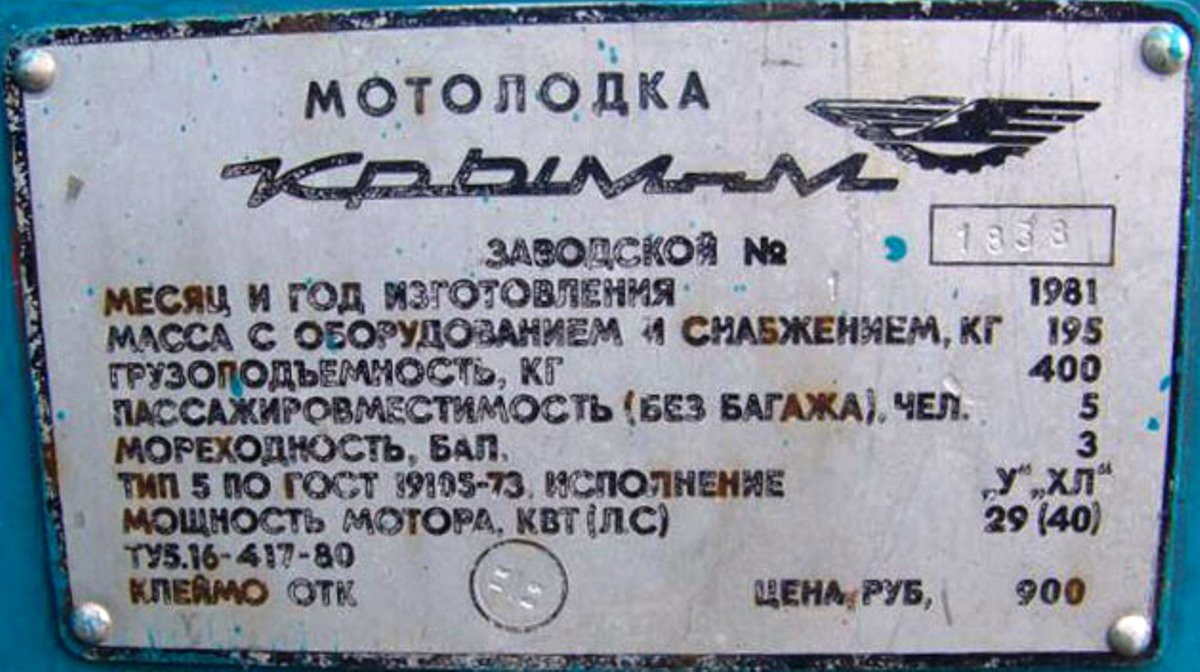 МОТОЛОДКА
Крым-М
ЗАВОДСКОЙ №
МЕСЯЦ И ГОД ИЗГОТОВЛЕНИЯ 1981
МАССА С ОБОРУДОВАНИЕМ И СНАБЖЕНИЕМ, КГ 195
ГРУЗОПОДЪЕМНОСТЬ, КГ 400
ПАССАЖИРОВМЕСТИМОСТЬ (БЕЗ БАГАЖА), ЧЕЛ. 5
МОРЕХОДНОСТЬ, БАЛ. 3
ТИП 5 ПО ГОСТ 19105-73, ИСПОЛНЕНИЕ „У“ „ХЛ“
МОЩНОСТЬ МОТОРА, КВТ (Л.С) 29 (40)
ТУ5.16-417-80
КЛЕЙМО ОТК ЦЕНА, РУБ, 900